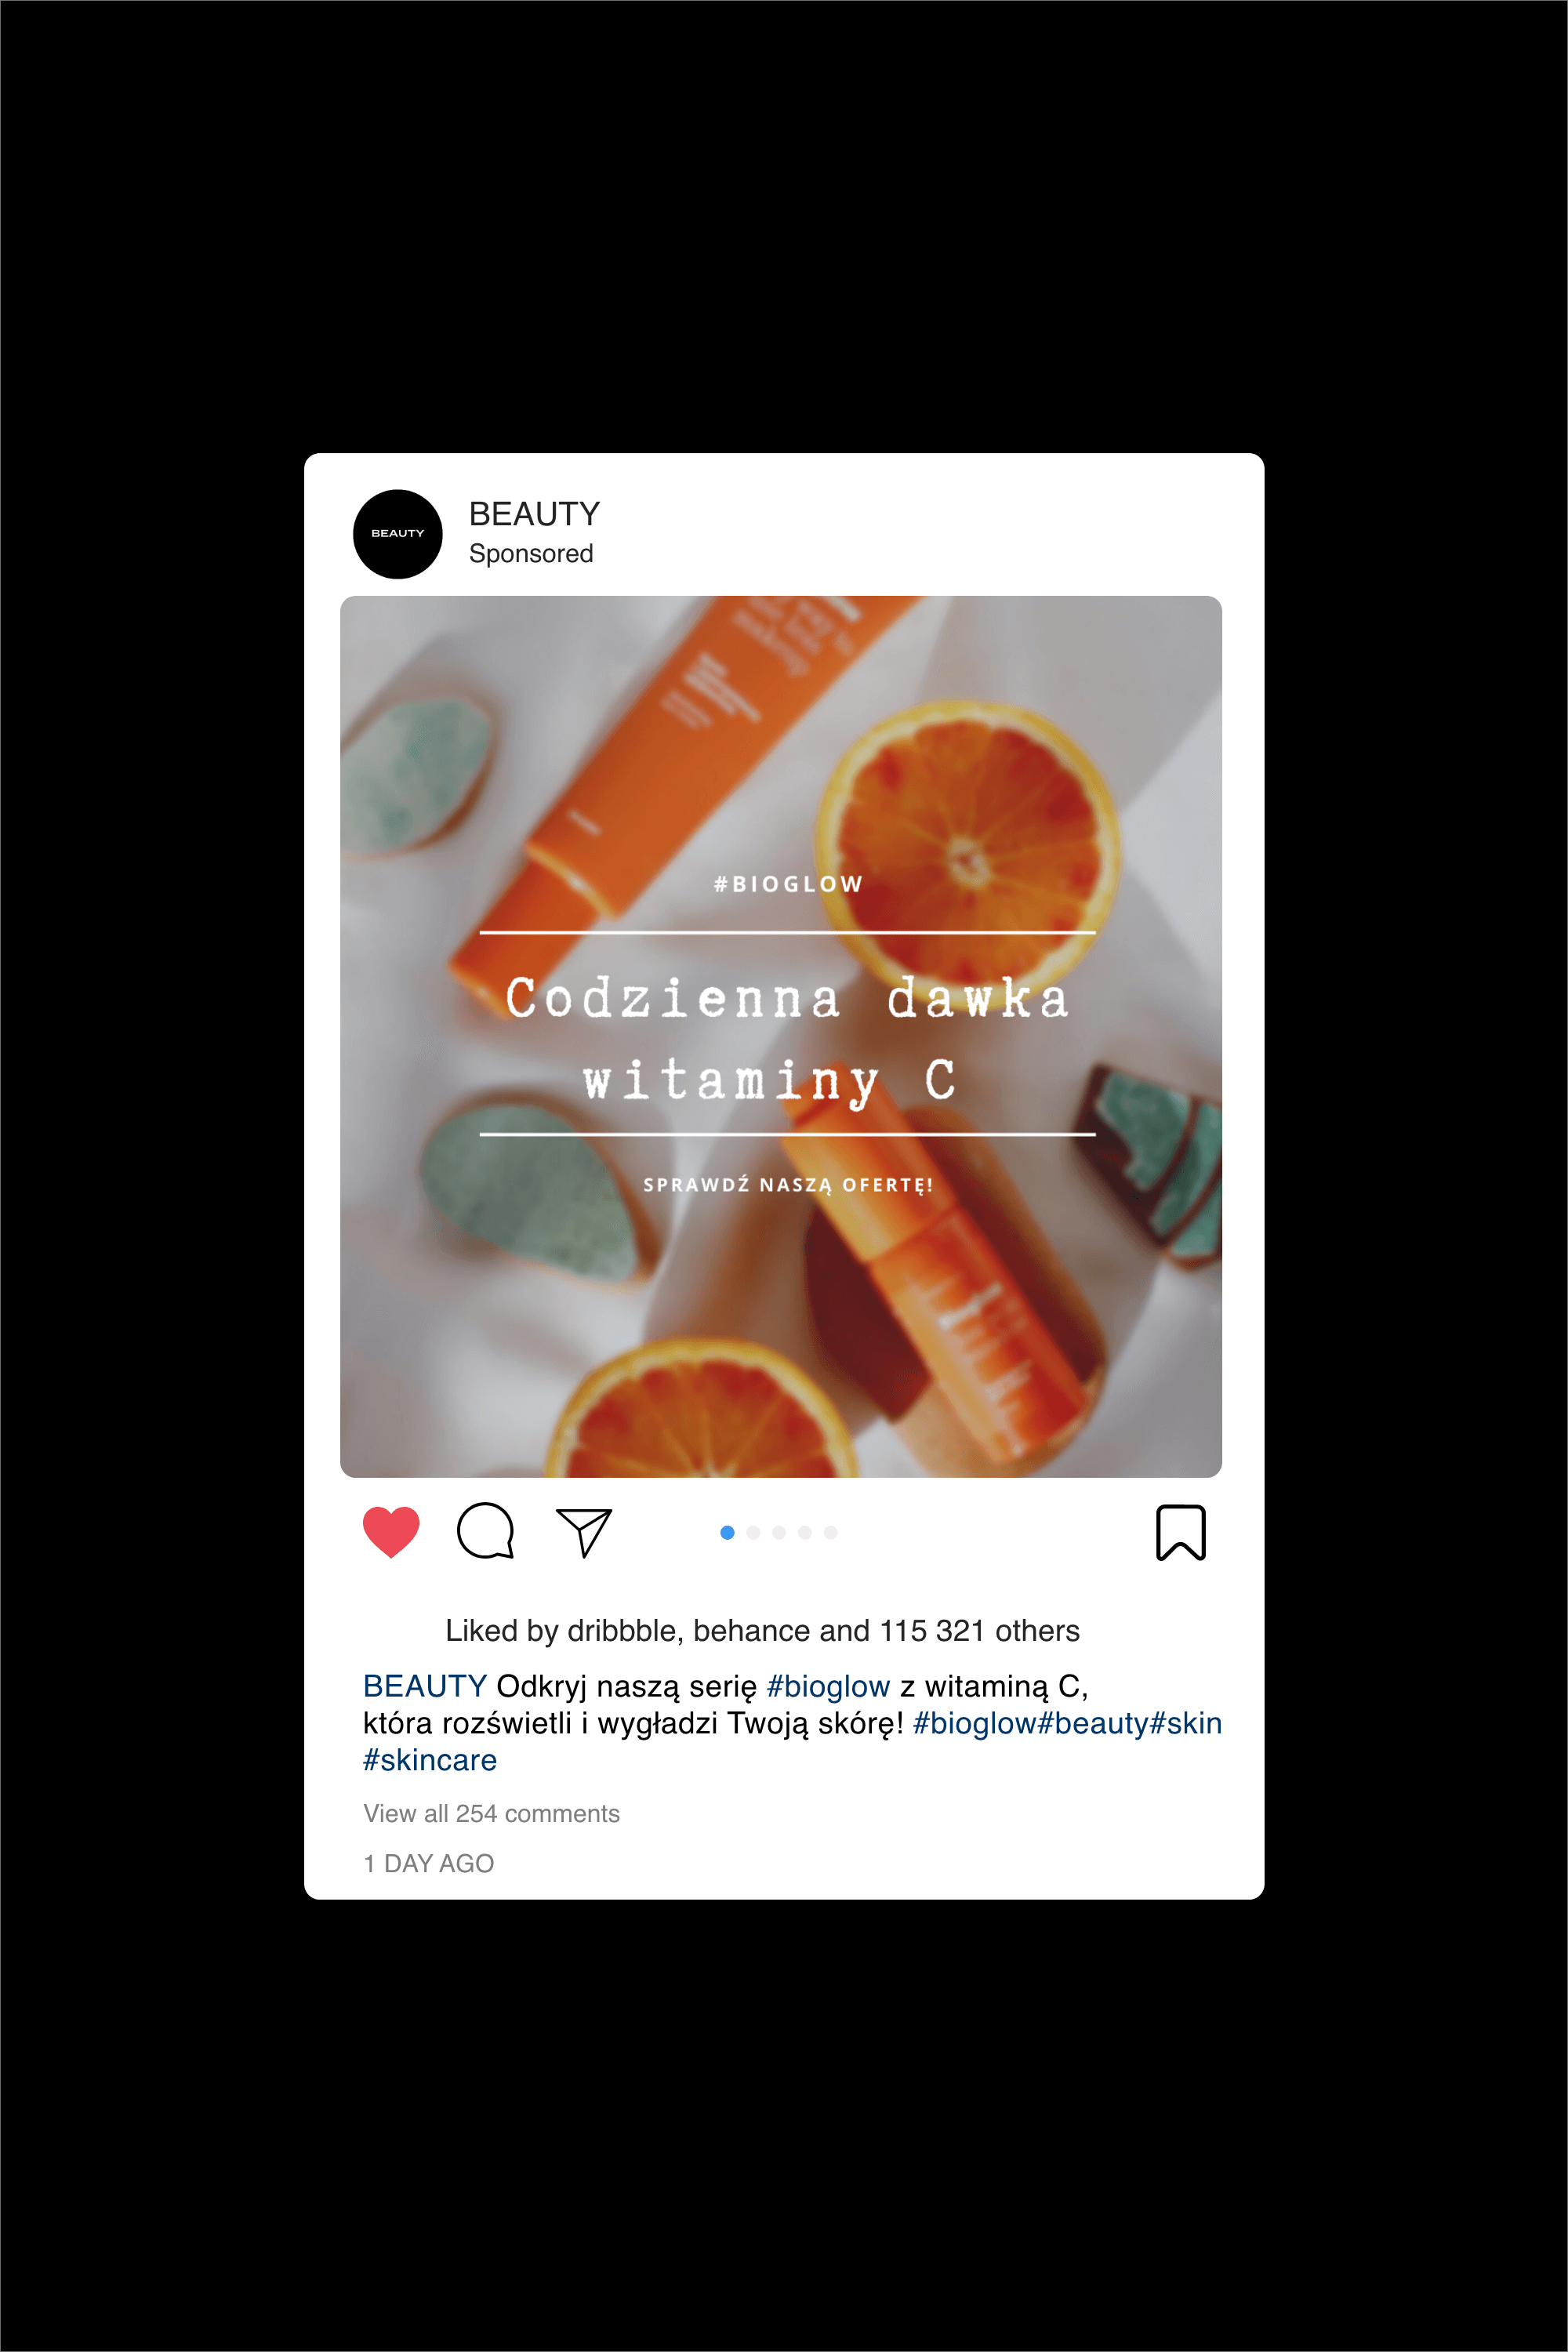 BEAUTY
BEAUTY
Sponsored
#BIOGLOW
Codzienna dawka
witaminy C
SPRAWDŹ NASZĄ OFERTĘ!
Liked by dribbble, behance and 115 321 others
BEAUTY Odkryj naszą serię #bioglow z witaminą C,
która rozświetli i wygładzi Twoją skórę! #bioglow#beauty#skin
#skincare
View all 254 comments
1 DAY AGO